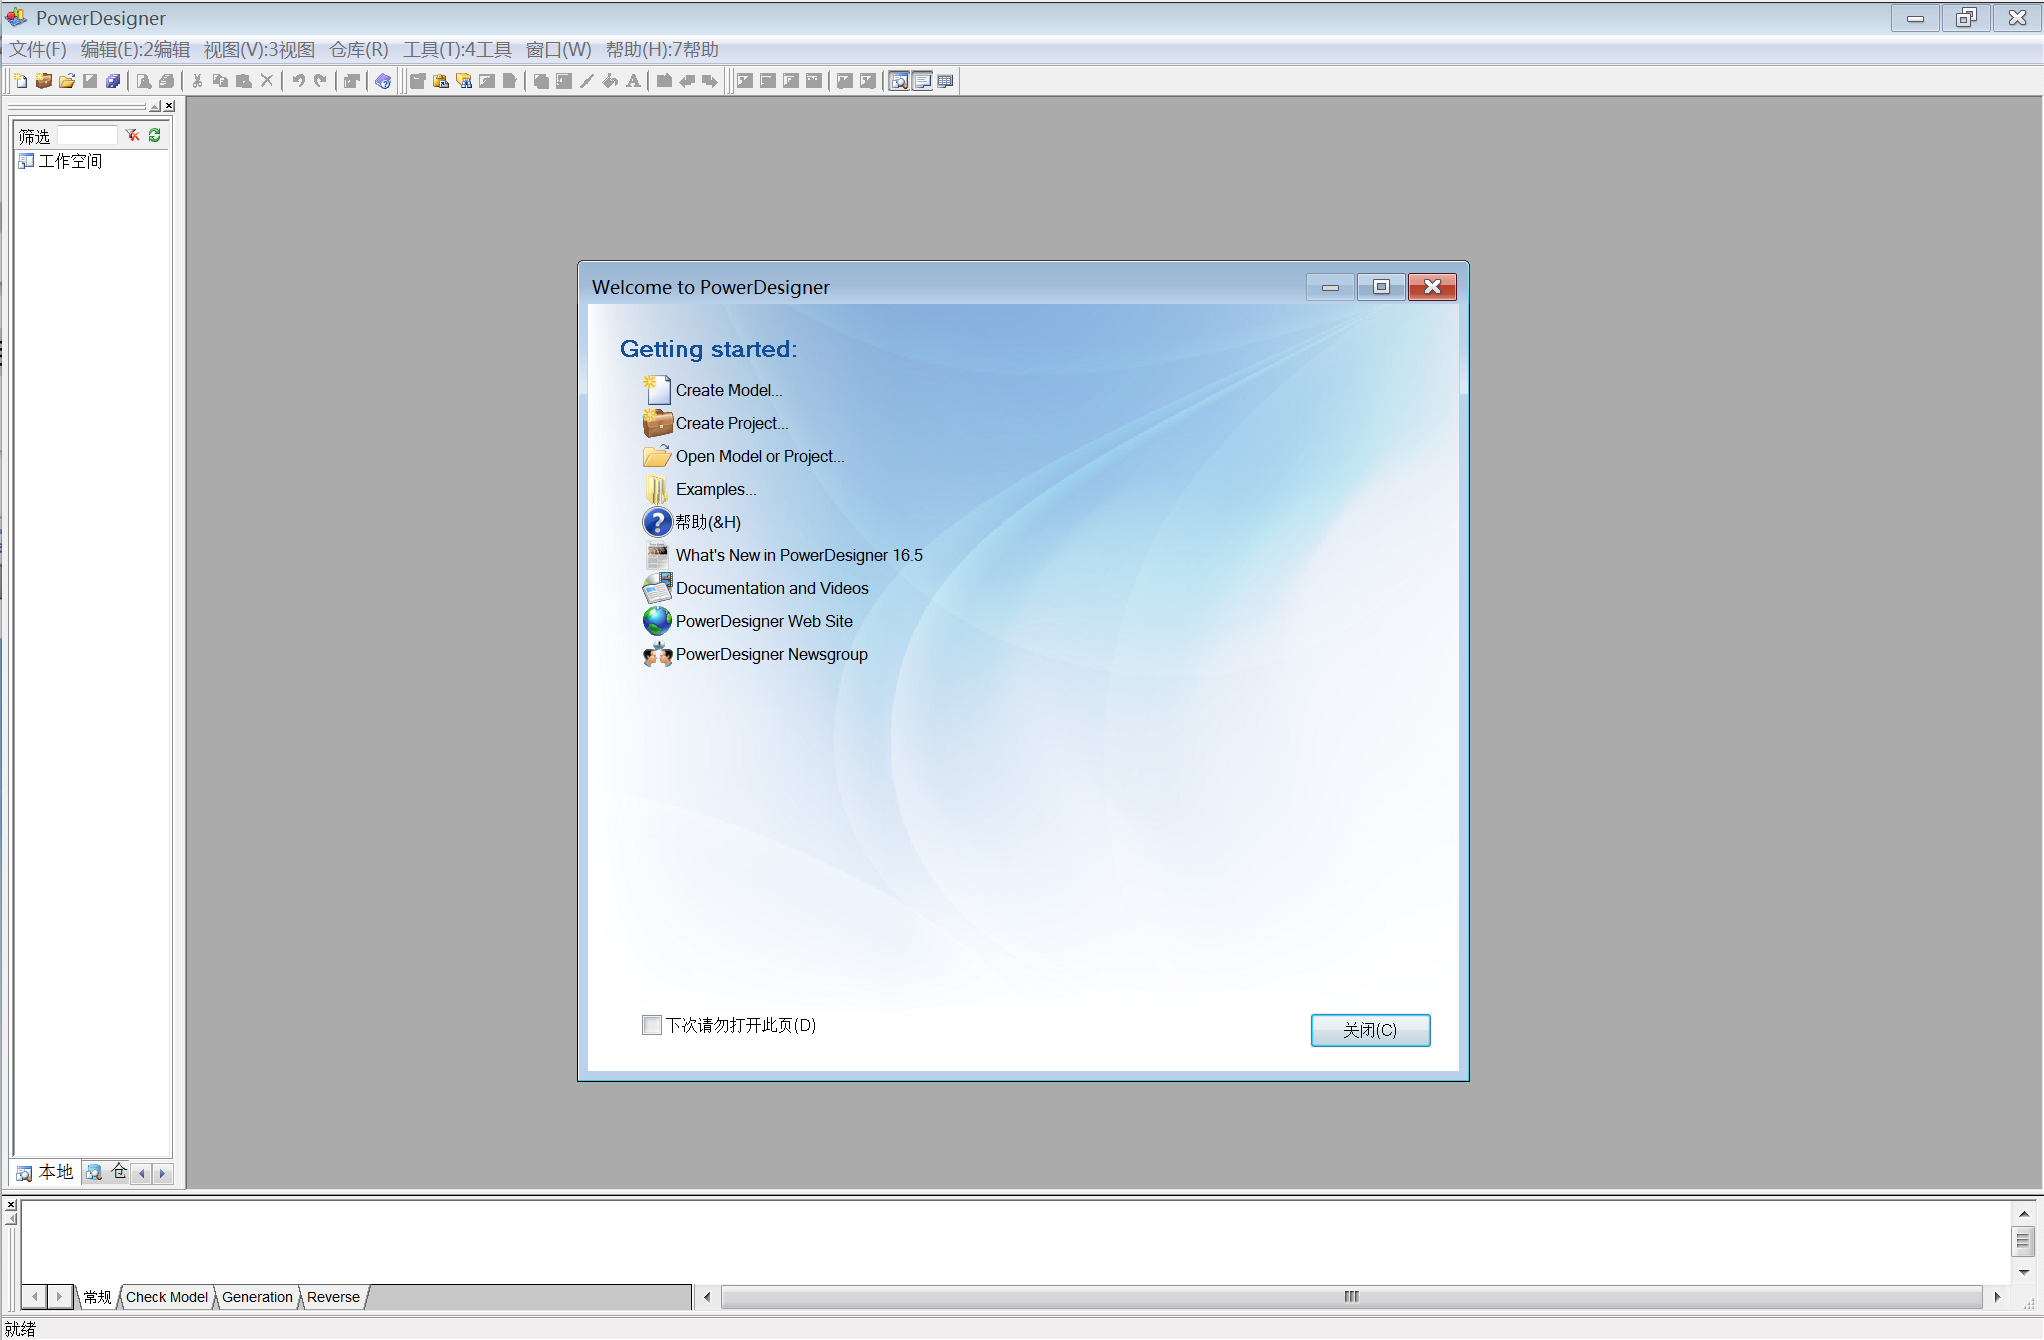 PowerDesigner
文件(F) 编辑(E):2编辑 视图(V):3视图 仓库(R) 工具(T):4工具 窗口(W) 帮助(H):7帮助
筛选
工作空间
Welcome to PowerDesigner
Getting started:
Create Model...
Create Project...
Open Model or Project...
Examples...
帮助(&H)
What's New in PowerDesigner 16.5
Documentation and Videos
PowerDesigner Web Site
PowerDesigner Newsgroup
下次请勿打开此页(D)
关闭(C)
本地 仓
常规 Check Model Generation Reverse
就绪